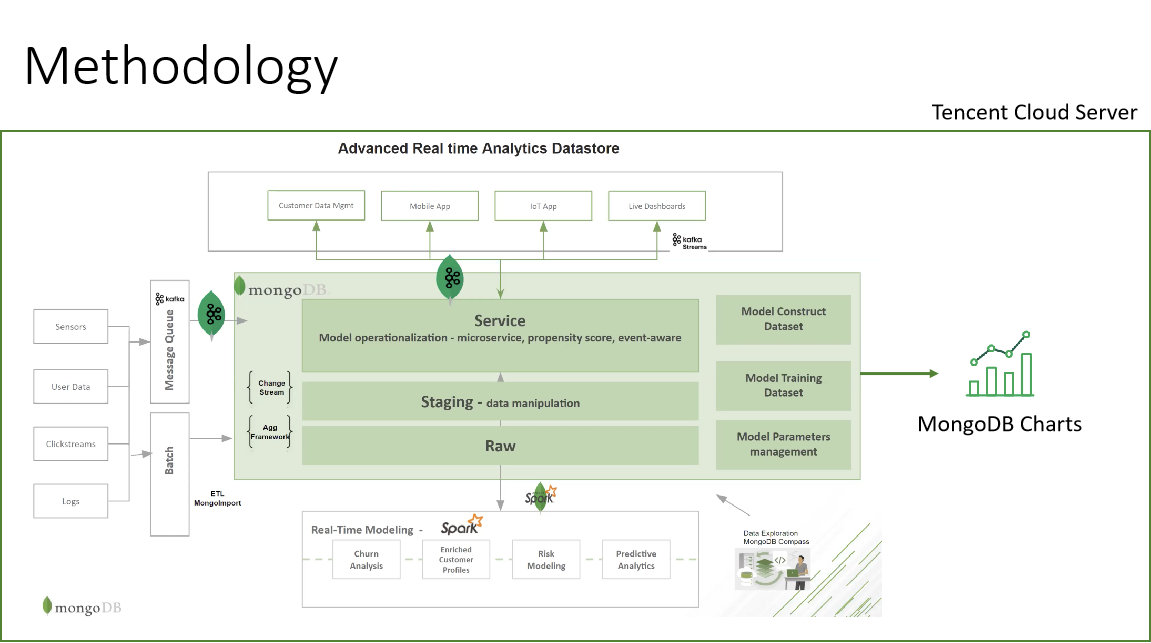 Methodology
Tencent Cloud Server
Advanced Real time Analytics Datastore
Customer Data Mgmt
Mobile App
IoT App
Live Dashboards
kafka
Streams
mongoDB
kafka
Message Queue
Sensors
User Data
Clickstreams
Logs
Batch
ETL
MongoImport
Change
Stream
Agg
Framework
Service
Model operationalization - microservice, propensity score, event-aware
Staging - data manipulation
Raw
Model Construct
Dataset
Model Training
Dataset
Model Parameters
management
MongoDB Charts
Spark
Real-Time Modeling -
Spark
Churn
Analysis
Enriched
Customer
Profiles
Risk
Modeling
Predictive
Analytics
Data Exploration
MongoDB Compass
</>
mongoDB